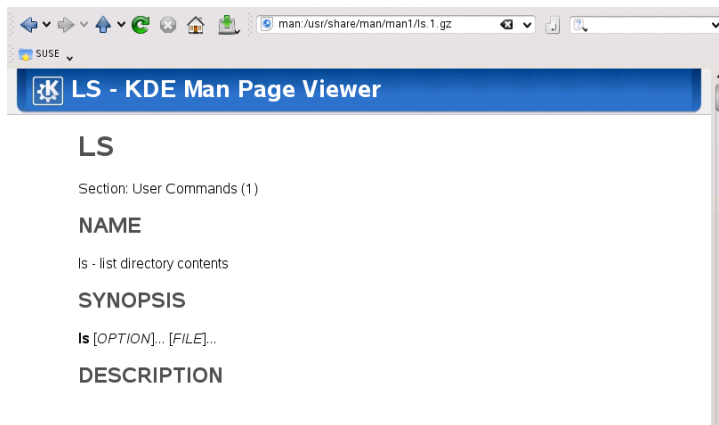 man:/usr/share/man/man1/ls.1.gz
SUSE
LS - KDE Man Page Viewer
LS
Section: User Commands (1)
NAME
ls - list directory contents
SYNOPSIS
ls [OPTION]... [FILE]...
DESCRIPTION